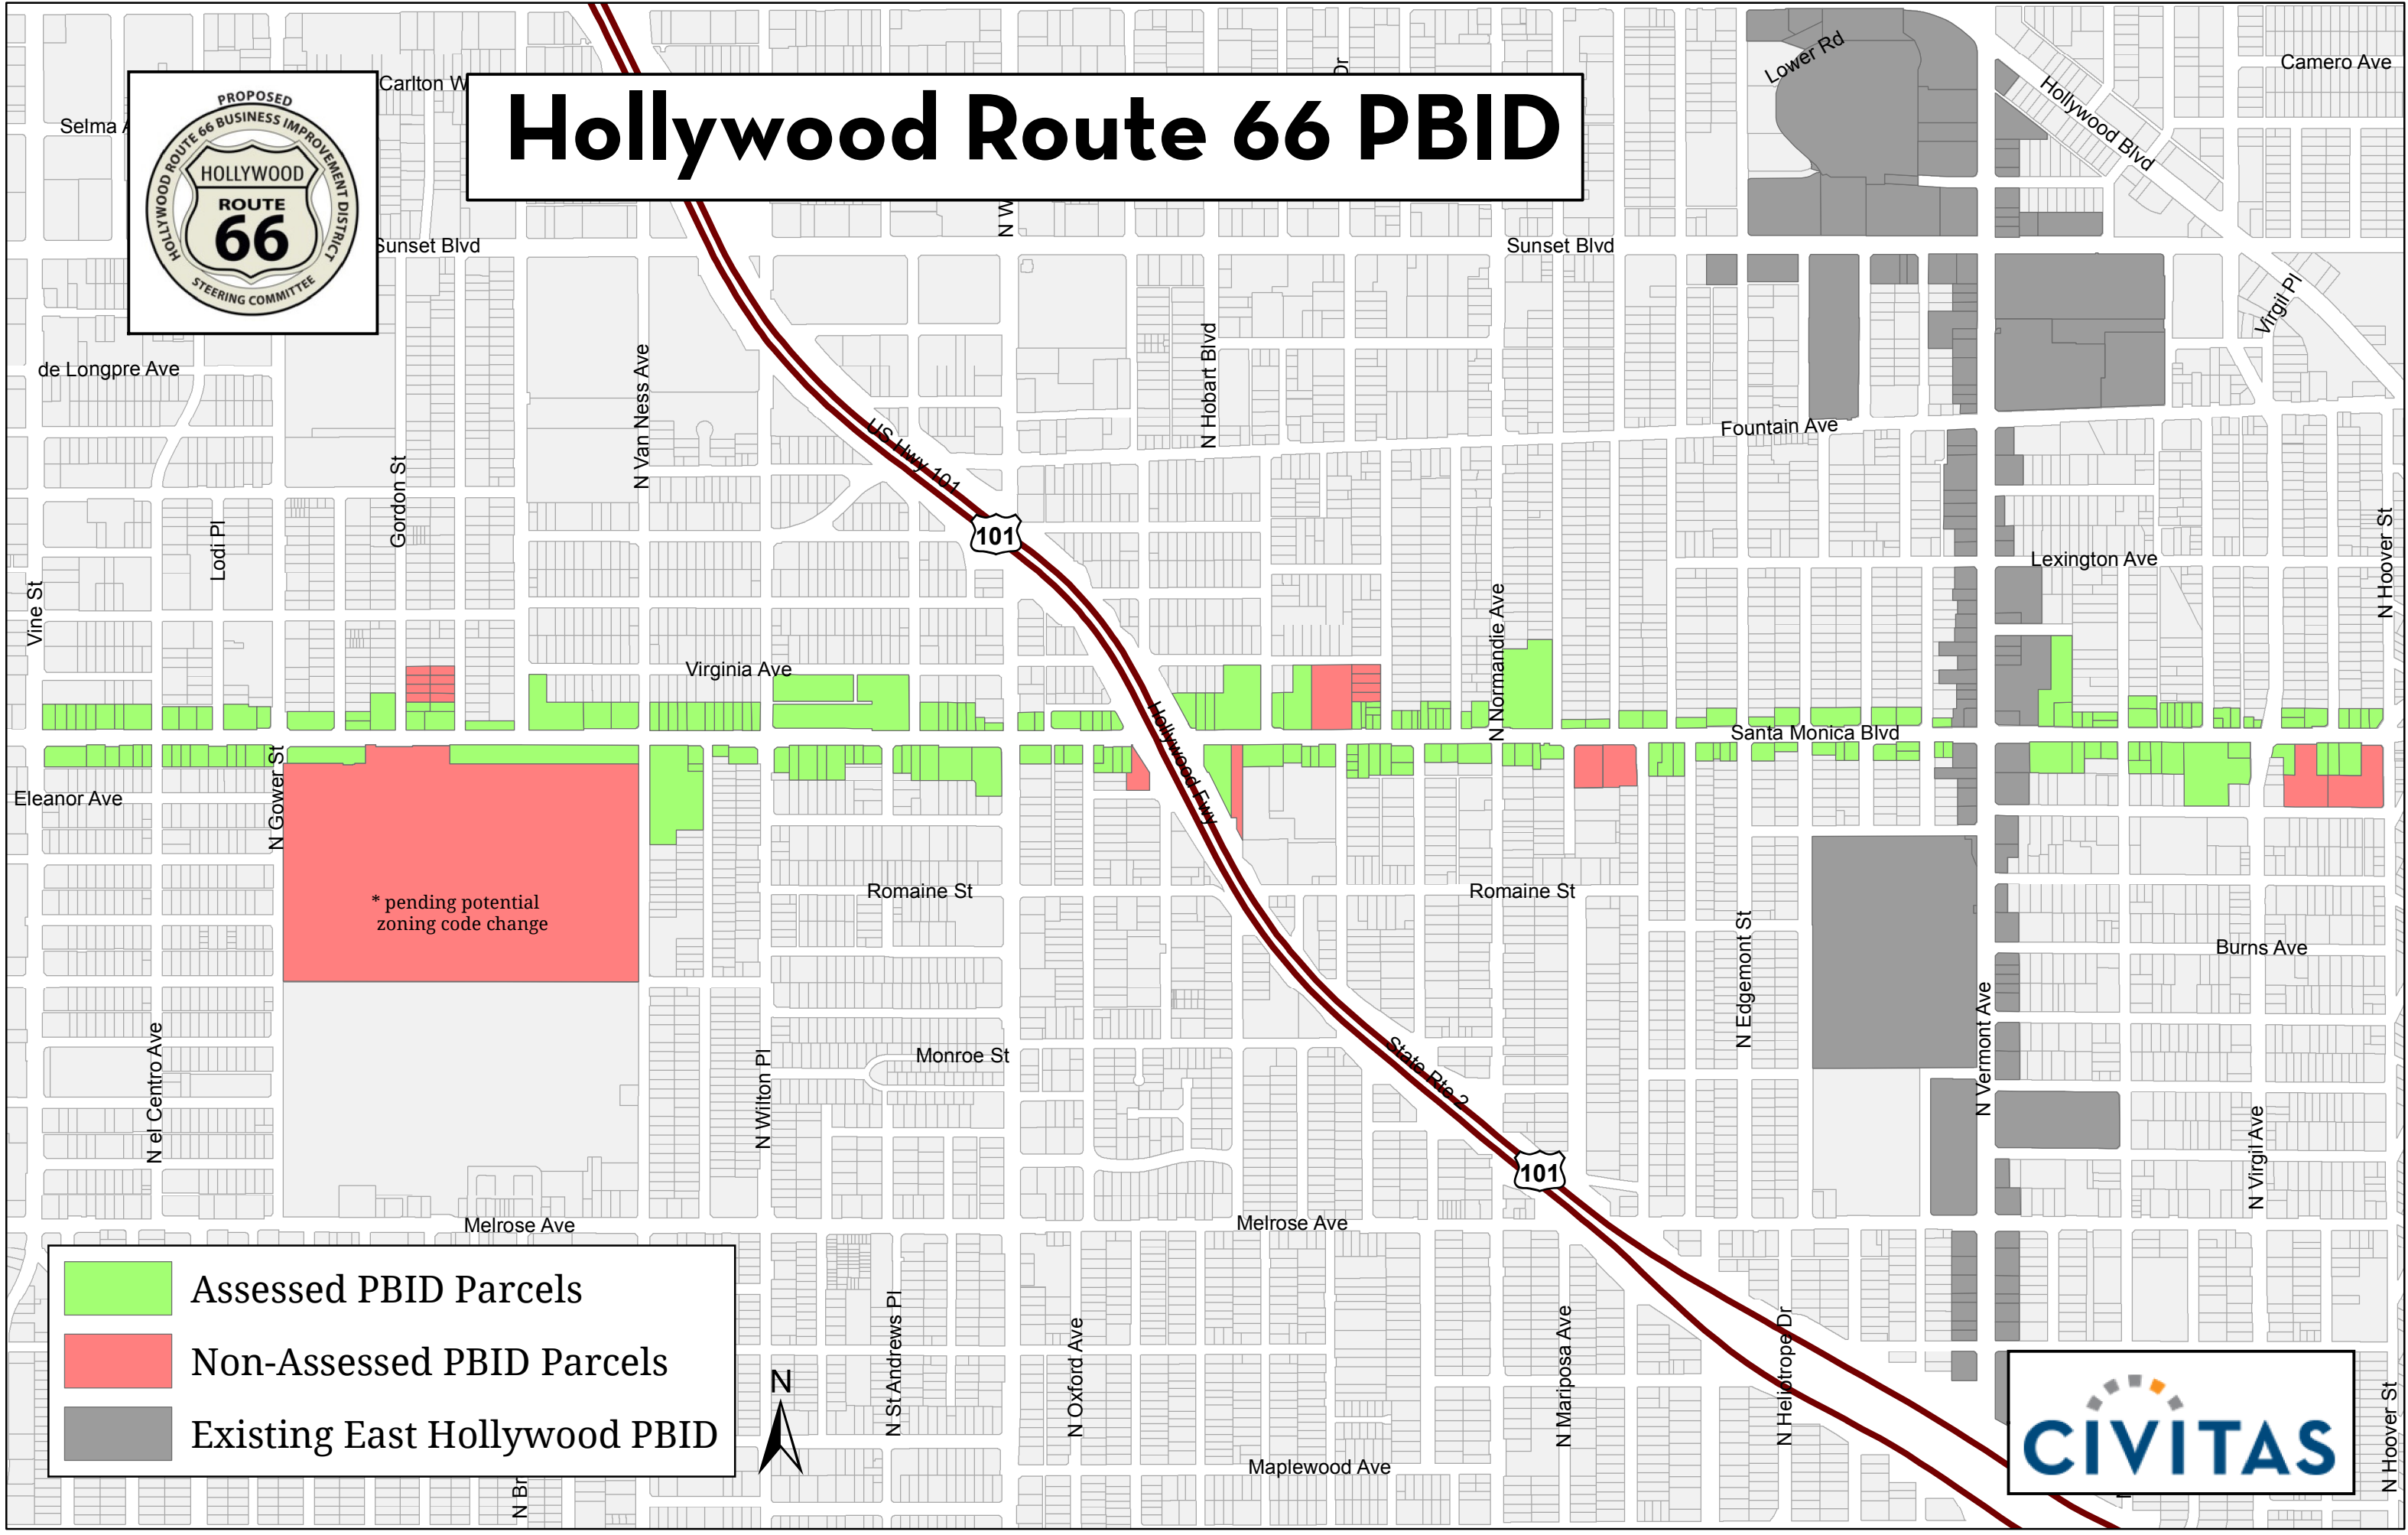 Carlton W
Dr
Lower Rd
Camero Ave
Hollywood Blvd
Hollywood Route 66 PBID
PROPOSED
HOLLYWOOD ROUTE 66 BUSINESS IMPROVEMENT DISTRICT
HOLLYWOOD
ROUTE
66
STEERING COMMITTEE
Selma A
N W
Sunset Blvd
Sunset Blvd
Virgil Pl
de Longpre Ave
N Van Ness Ave
N Hobart Blvd
Fountain Ave
US Hwy 101
Gordon St
Lodi Pl
101
N Hoover St
Lexington Ave
Vine St
N Normandie Ave
Virginia Ave
Hollywood Fwy
Santa Monica Blvd
Eleanor Ave
N Gower St
Romaine St
Romaine St
* pending potential
zoning code change
N Edgemont St
Burns Ave
N Vermont Ave
N el Centro Ave
N Wilton Pl
Monroe St
State Rte 2
101
N Virgil Ave
Melrose Ave
Melrose Ave
Assessed PBID Parcels
Non-Assessed PBID Parcels
Existing East Hollywood PBID
N
N St Andrews Pl
N Oxford Ave
N Mariposa Ave
N Heliotrope Dr
Maplewood Ave
N Br
CIVITAS
N Hoover St